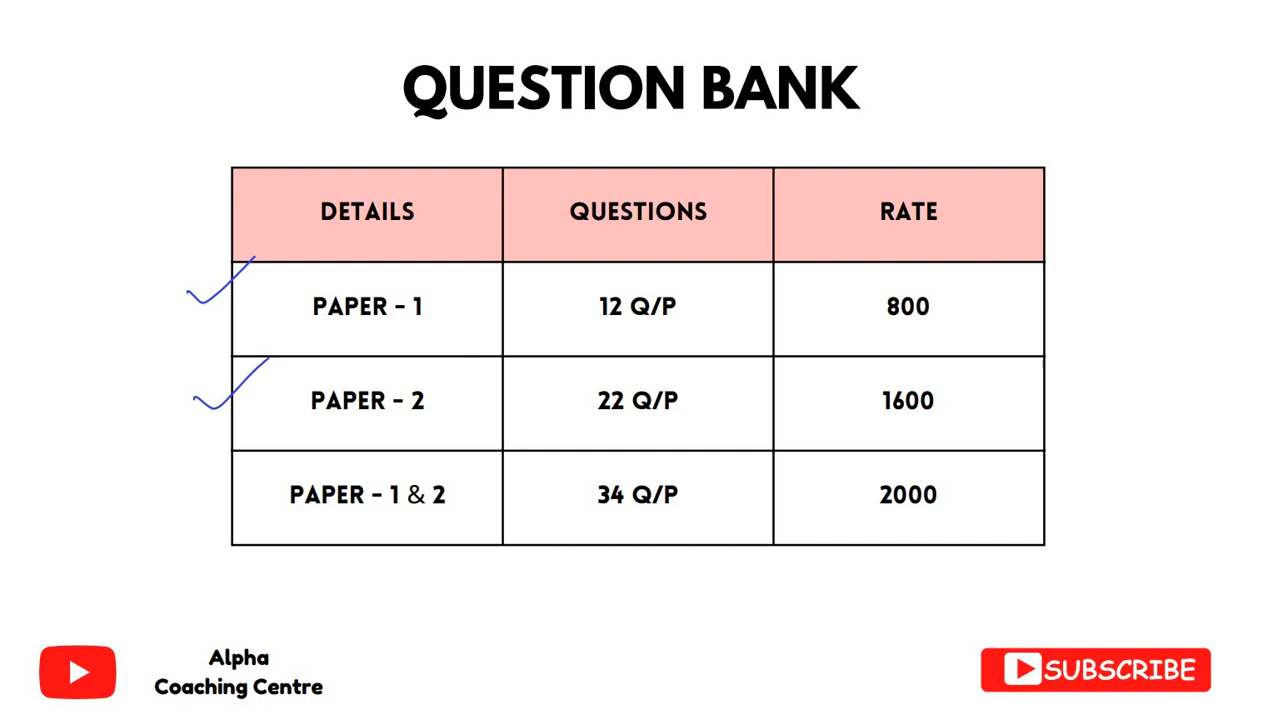 QUESTION BANK
DETAILS QUESTIONS RATE
PAPER - 1 12 Q/P 800
PAPER - 2 22 Q/P 1600
PAPER - 1 & 2 34 Q/P 2000
Alpha
Coaching Centre
SUBSCRIBE